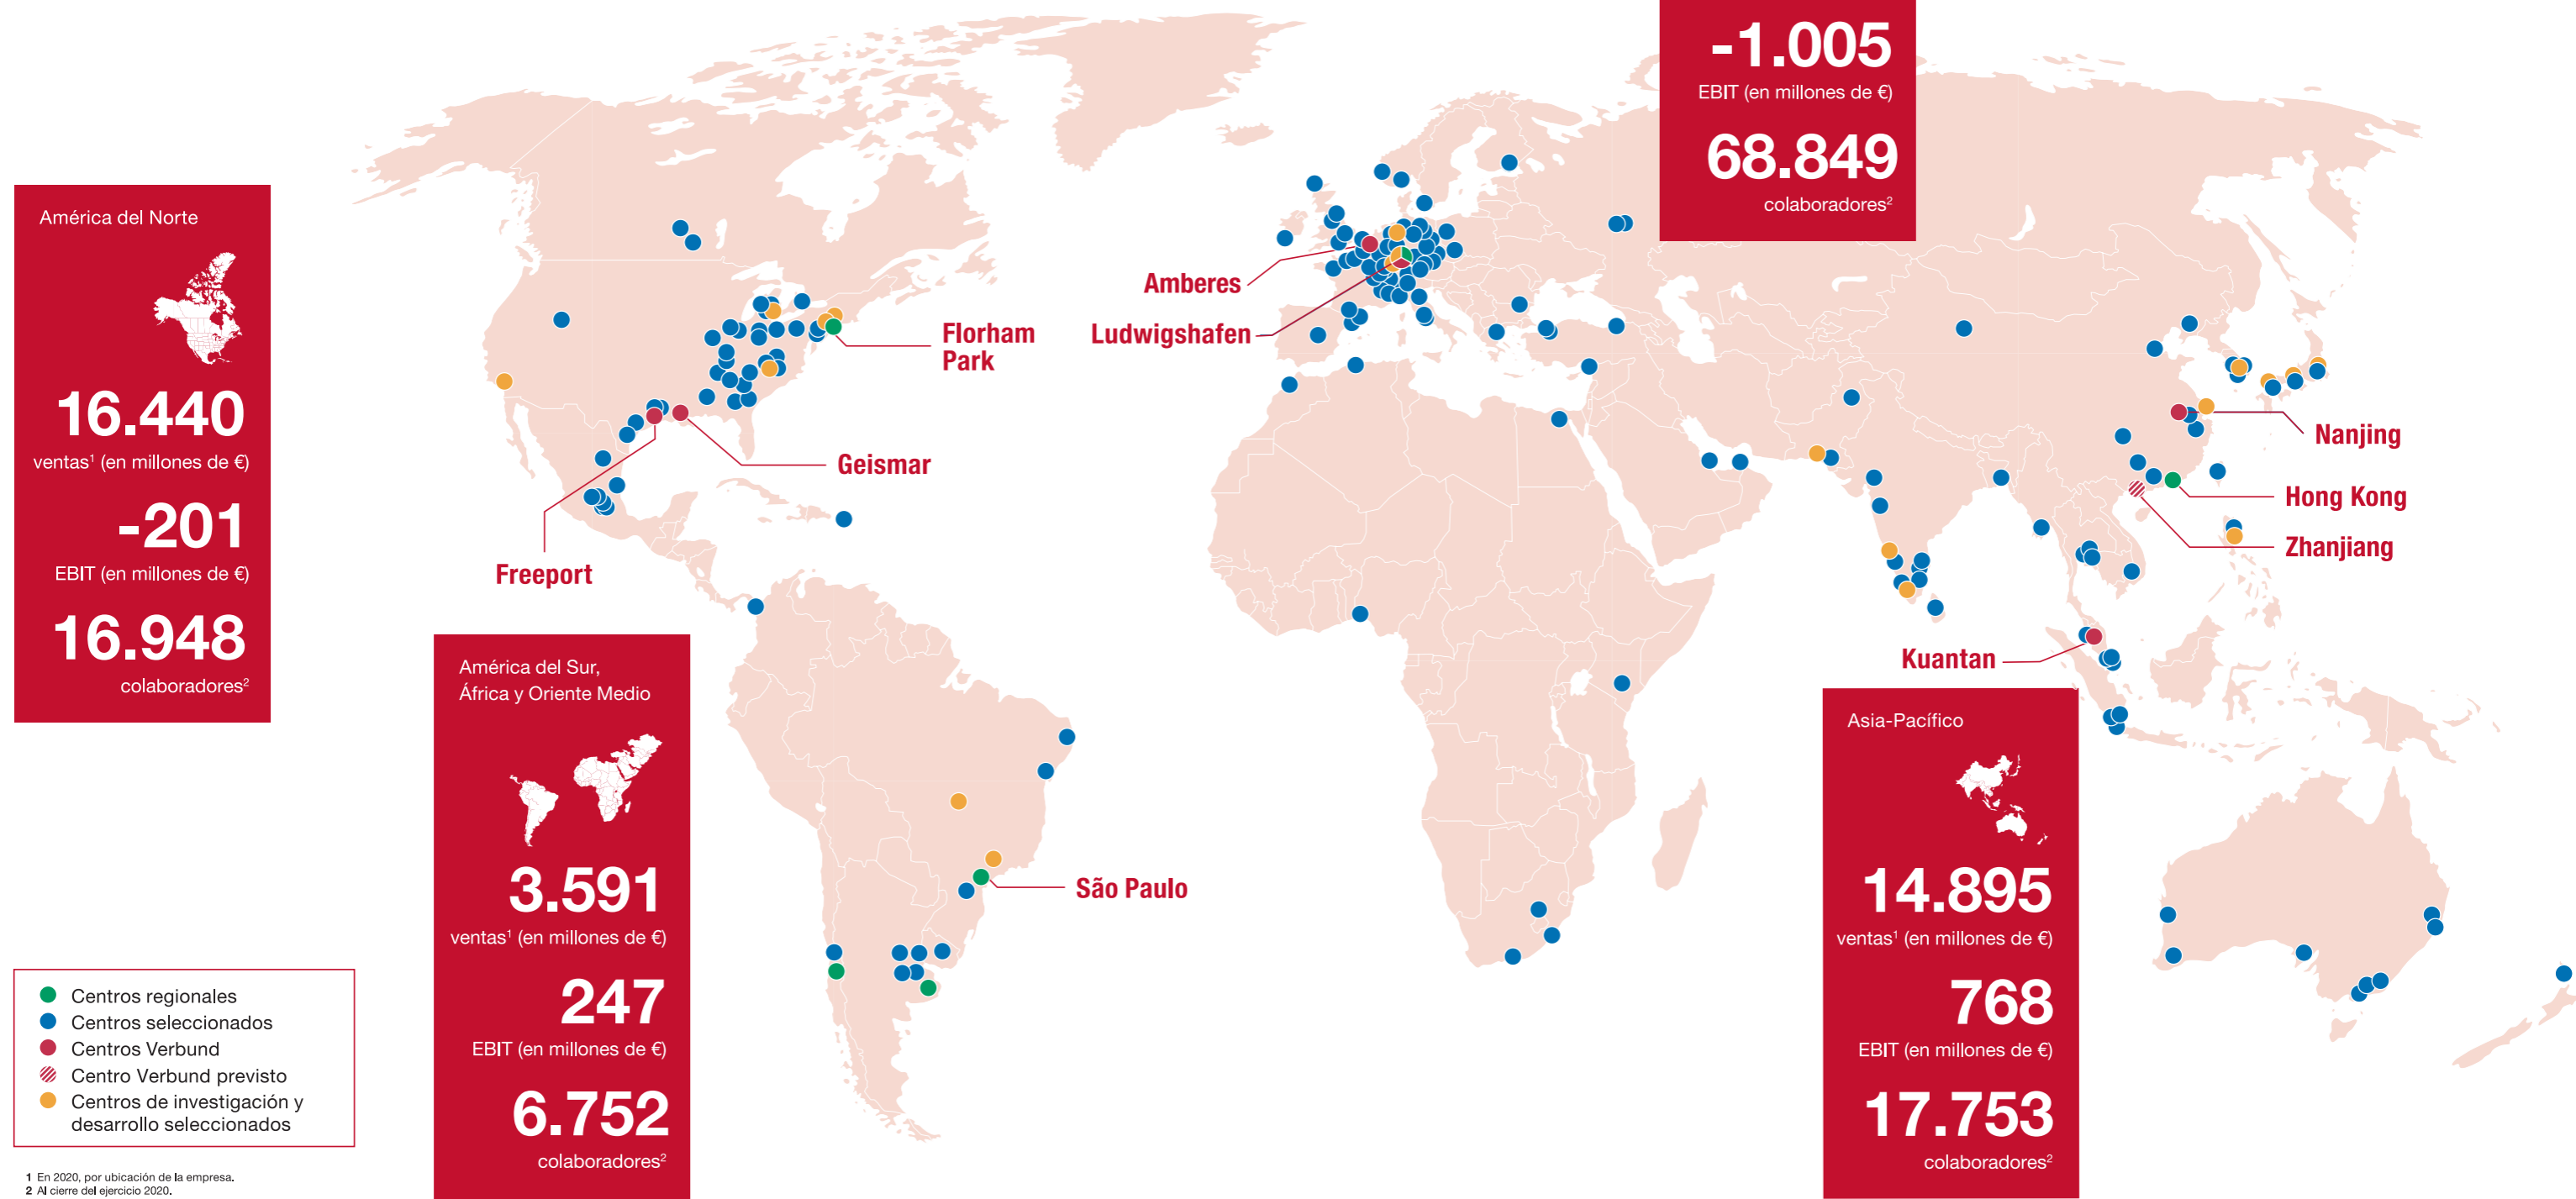 -1.005
EBIT (en millones de €)
68.849
colaboradores²
América del Norte
16.440
ventas¹ (en millones de €)
-201
EBIT (en millones de €)
16.948
colaboradores²
Amberes
Ludwigshafen
Florham
Park
Geismar
Freeport
Nanjing
Hong Kong
Zhanjiang
Kuantan
São Paulo
América del Sur,
África y Oriente Medio
3.591
ventas¹ (en millones de €)
247
EBIT (en millones de €)
6.752
colaboradores²
Asia-Pacífico
14.895
ventas¹ (en millones de €)
768
EBIT (en millones de €)
17.753
colaboradores²
Centros regionales
Centros seleccionados
Centros Verbund
Centro Verbund previsto
Centros de investigación y
desarrollo seleccionados
1 En 2020, por ubicación de la empresa.
2 Al cierre del ejercicio 2020.